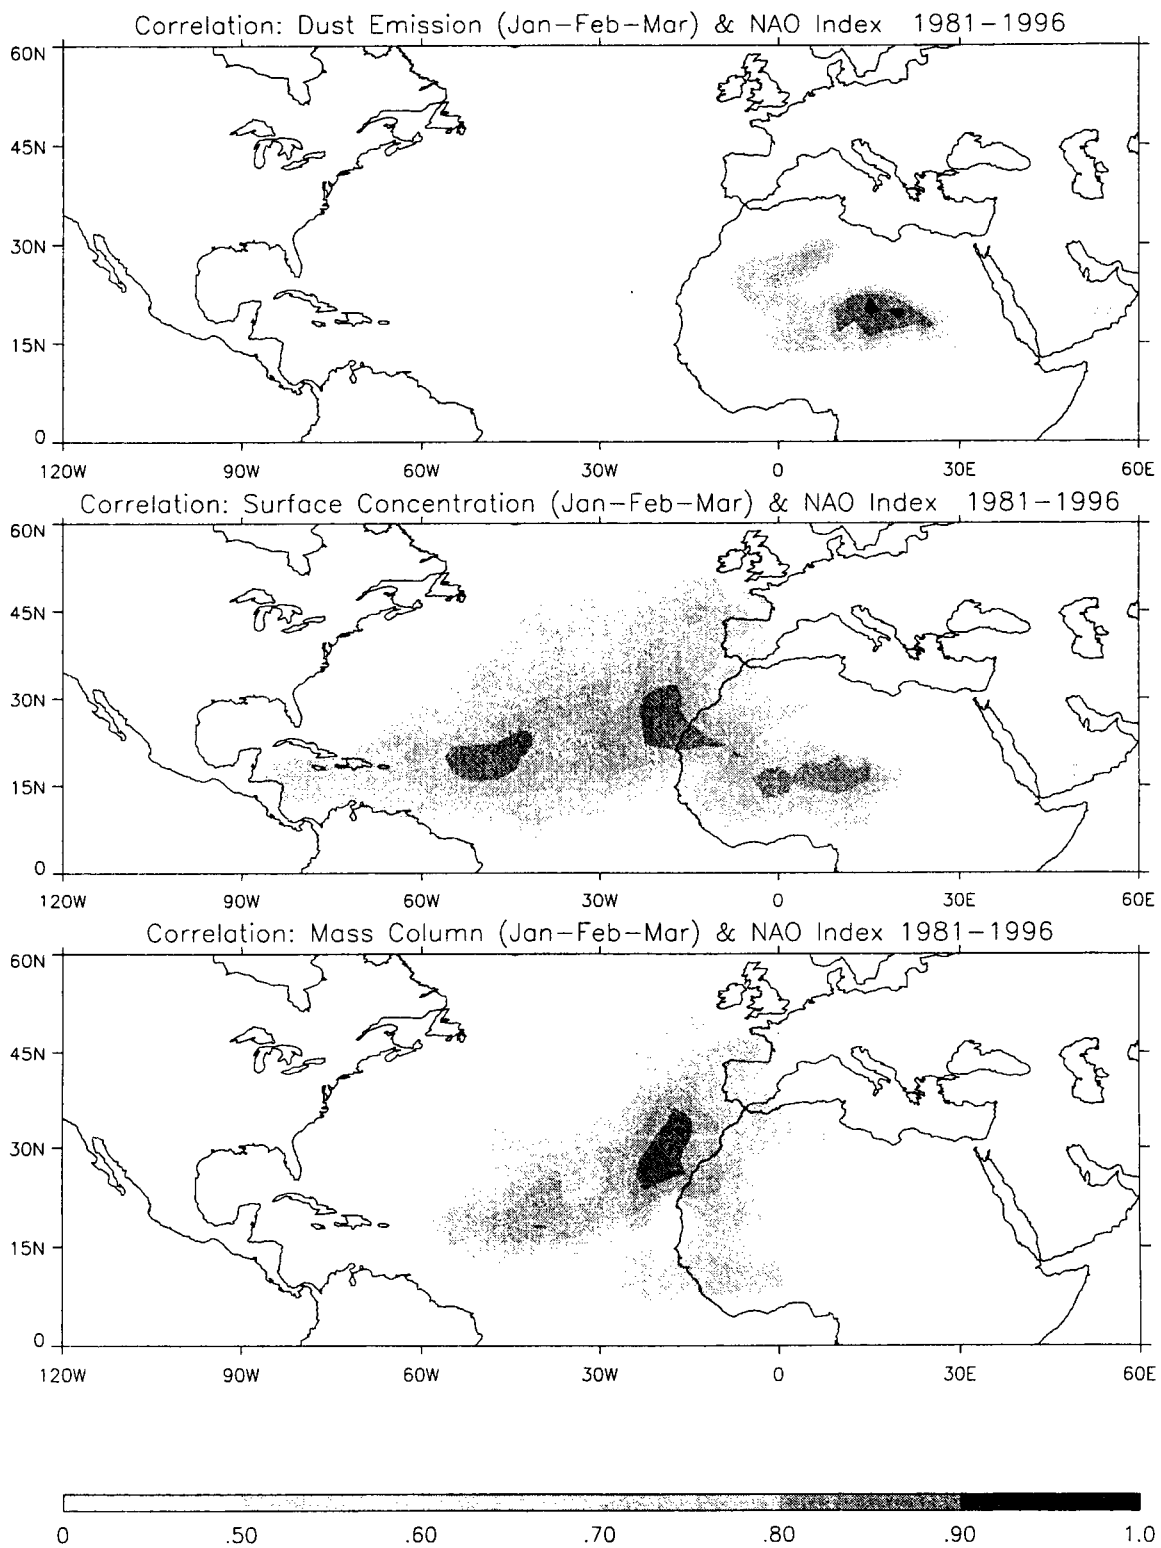 Correlation: Dust Emission (Jan-Feb-Mar) & NAO Index 1981-1996
60N
45N
30N
15N
0
120W 90W 60W 30W 0 30E 60E
Correlation: Surface Concentration (Jan-Feb-Mar) & NAO Index 1981-1996
60N
45N
30N
15N
0
120W 90W 60W 30W 0 30E 60E
Correlation: Mass Column (Jan-Feb-Mar) & NAO Index 1981-1996
60N
45N
30N
15N
0
120W 90W 60W 30W 0 30E 60E
0 .50 .60 .70 .80 .90 1.0